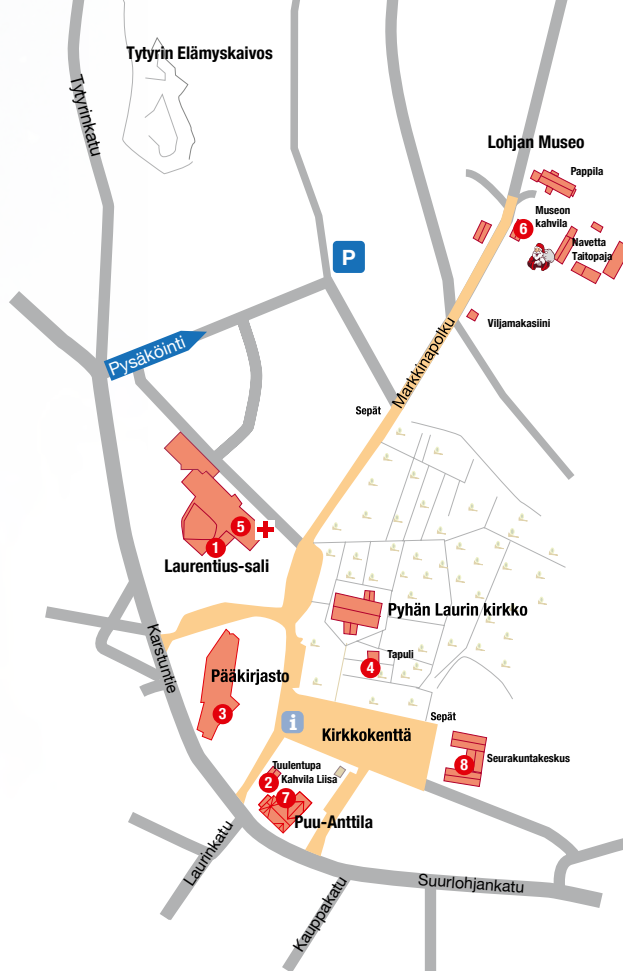 Tytyrin Elämyskaivos
Tytyrinkatu
Lohjan Museo
Pappila
Museon
kahvila
6
Navetta
Taitopaja
P
Viljamakasiini
Pysäköinti
Markkinapolku
Sepät
5
1
Laurentius-sali
Pyhän Laurin kirkko
Karstuntie
Tapuli
4
Pääkirjasto
3
i
Kirkkokenttä
Sepät
Seurakuntakeskus
8
Tuulentupa
2
Kahvila Liisa
7
Puu-Anttila
Laurinkatu
Kauppakatu
Suurlohjankatu